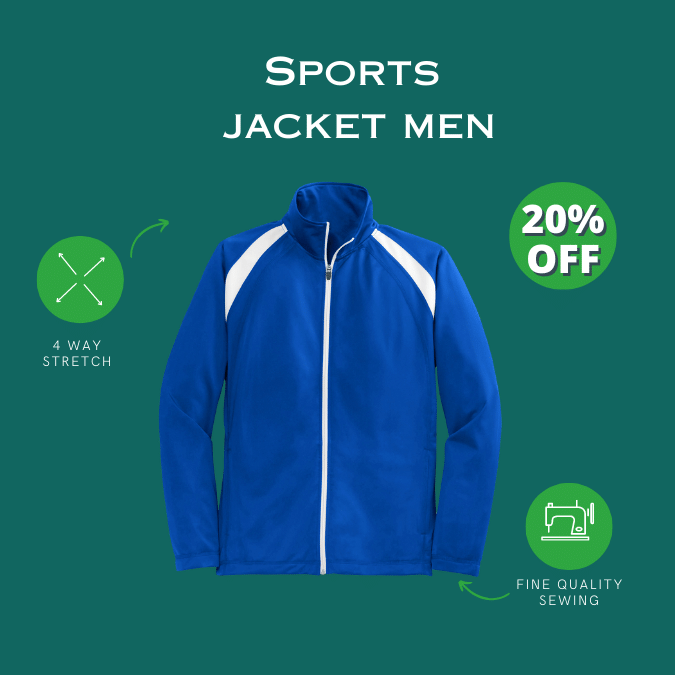 Sports
jacket men
20%
OFF
4 WAY
STRETCH
FINE QUALITY
SEWING